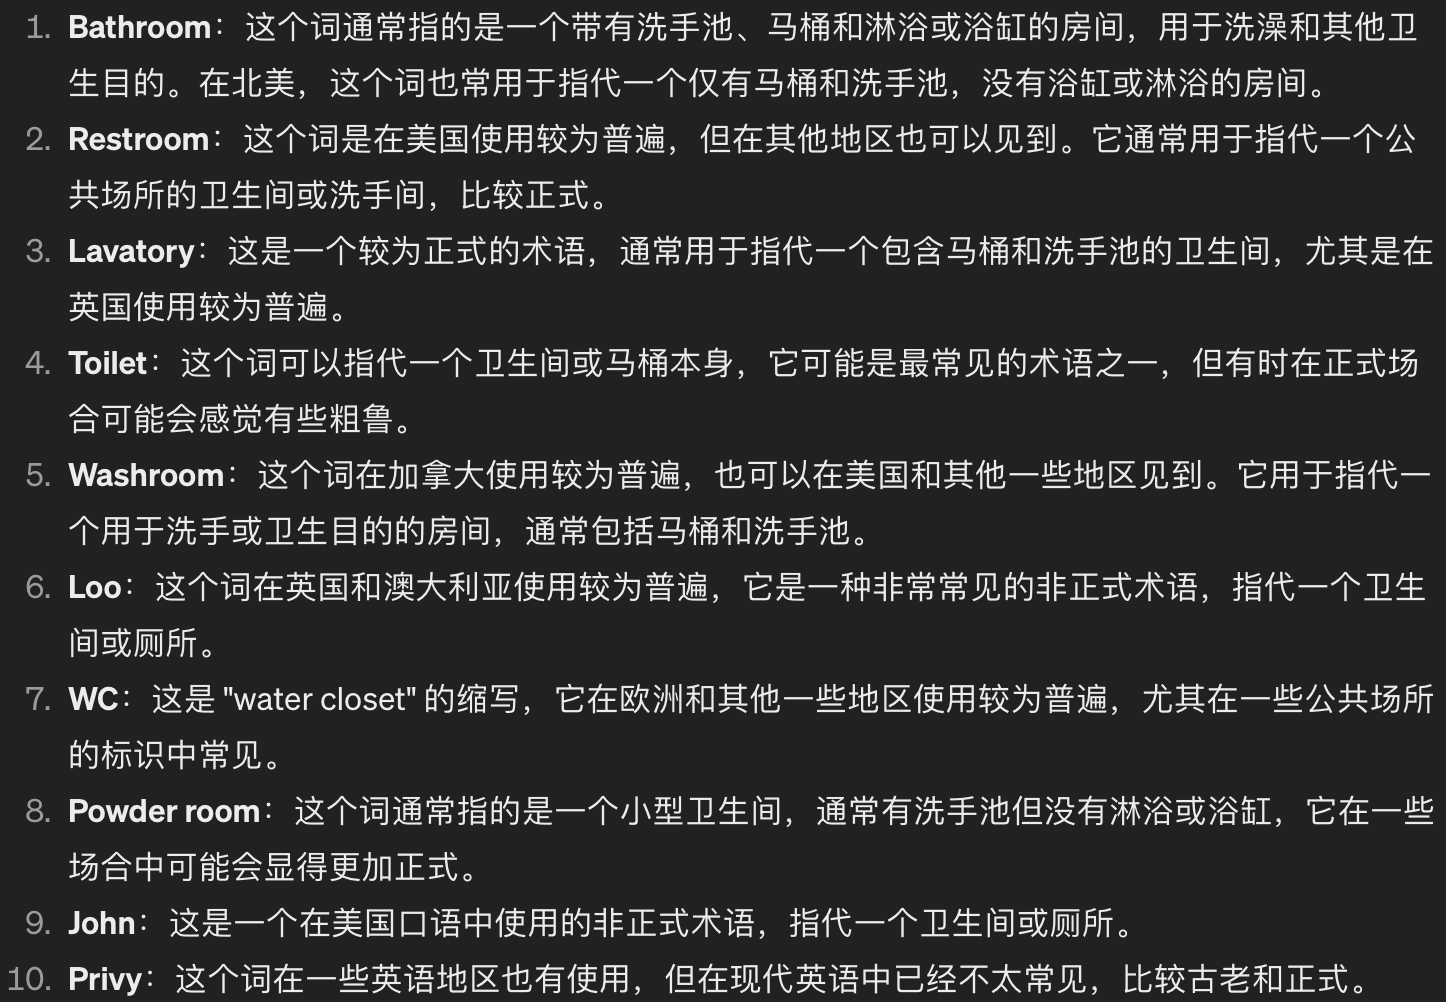 1. Bathroom：这个词通常指的是一个带有洗手池、马桶和淋浴或浴缸的房间，用于洗澡和其他卫
生目的。在北美，这个词也常用于指代一个仅有马桶和洗手池，没有浴缸或淋浴的房间。
2. Restroom：这个词是在美国使用较为普遍，但在其他地区也可以见到。它通常用于指代一个公
共场所的卫生间或洗手间，比较正式。
3. Lavatory：这是一个较为正式的术语，通常用于指代一个包含马桶和洗手池的卫生间，尤其是在
英国使用较为普遍。
4. Toilet：这个词可以指代一个卫生间或马桶本身，它可能是最常见的术语之一，但有时在正式场
合可能会感觉有些粗鲁。
5. Washroom：这个词在加拿大使用较为普遍，也可以在美国和其他一些地区见到。它用于指代一
个用于洗手或卫生目的的房间，通常包括马桶和洗手池。
6. Loo：这个词在英国和澳大利亚使用较为普遍，它是一种非常常见的非正式术语，指代一个卫生
间或厕所。
7. WC：这是 "water closet" 的缩写，它在欧洲和其他一些地区使用较为普遍，尤其在一些公共场所
的标识中常见。
8. Powder room：这个词通常指的是一个小型卫生间，通常有洗手池但没有淋浴或浴缸，它在一些
场合中可能会显得更加正式。
9. John：这是一个在美国口语中使用的非正式术语，指代一个卫生间或厕所。
10. Privy：这个词在一些英语地区也有使用，但在现代英语中已经不太常见，比较古老和正式。